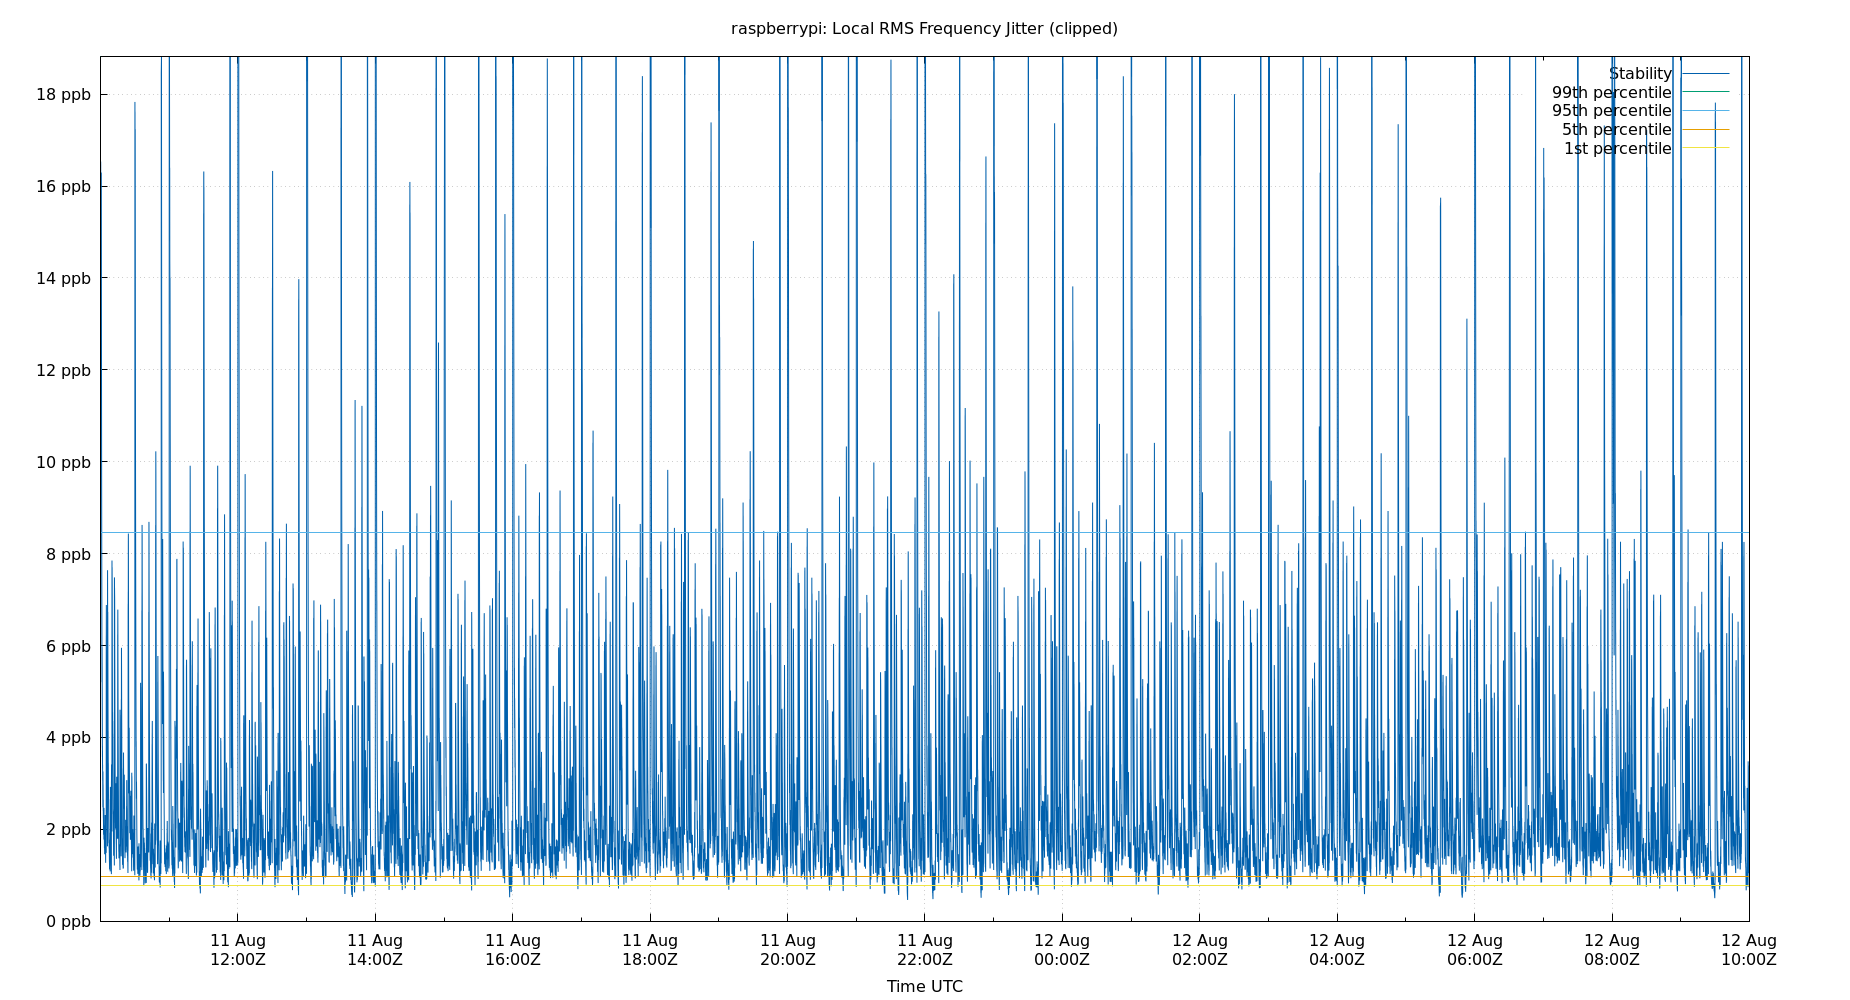 raspberrypi: Local RMS Frequency Jitter (clipped)
Stability
99th percentile
95th percentile
5th percentile
1st percentile
18 ppb
16 ppb
14 ppb
12 ppb
10 ppb
8 ppb
6 ppb
4 ppb
2 ppb
0 ppb
11 Aug 11 Aug 11 Aug 11 Aug 11 Aug 11 Aug 12 Aug 12 Aug 12 Aug 12 Aug 12 Aug 12 Aug
12:00Z 14:00Z 16:00Z 18:00Z 20:00Z 22:00Z 00:00Z 02:00Z 04:00Z 06:00Z 08:00Z 10:00Z
Time UTC